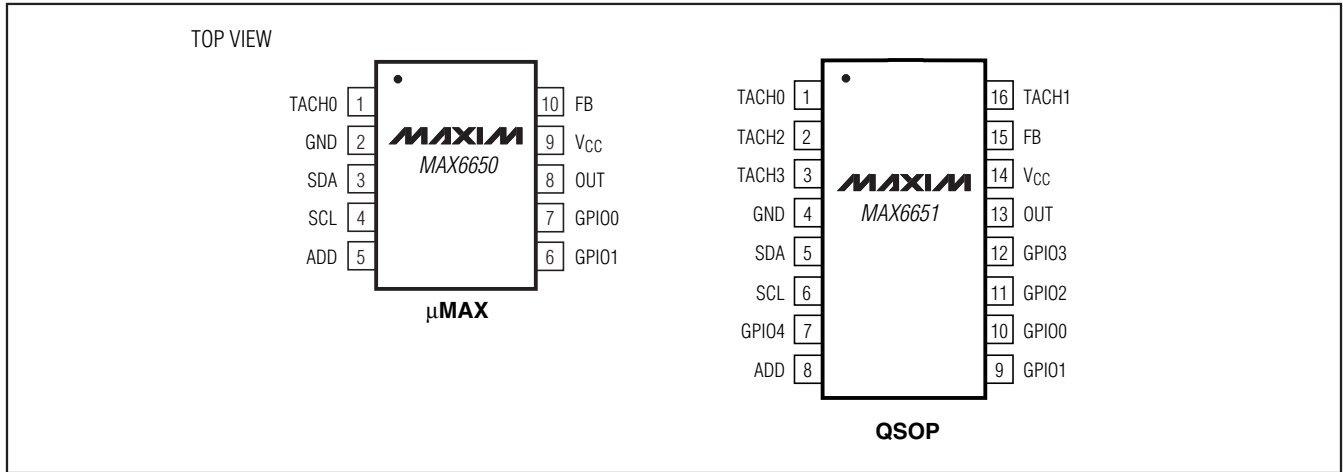 TOP VIEW
TACH0 1
GND 2
SDA 3
SCL 4
ADD 5
10 FB
9 VCC
8 OUT
7 GPIO0
6 GPIO1
MAXIM
MAX6650
µMAX
TACH0 1
TACH2 2
TACH3 3
GND 4
SDA 5
SCL 6
GPIO4 7
ADD 8
16 TACH1
15 FB
14 VCC
13 OUT
12 GPIO3
11 GPIO2
10 GPIO0
9 GPIO1
MAXIM
MAX6651
QSOP